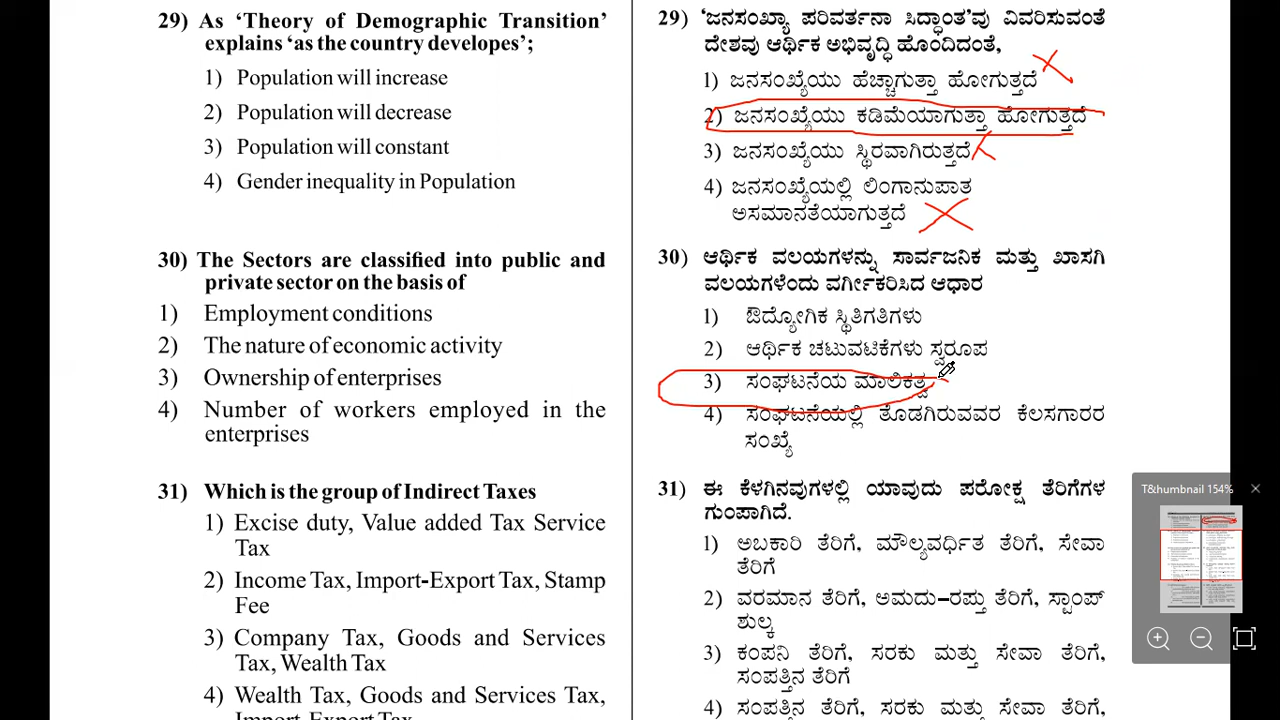 29) As ‘Theory of Demographic Transition’
explains ‘as the country developes’;
1) Population will increase
2) Population will decrease
3) Population will constant
4) Gender inequality in Population
30) The Sectors are classified into public and
private sector on the basis of
1) Employment conditions
2) The nature of economic activity
3) Ownership of enterprises
4) Number of workers employed in the
enterprises
31) Which is the group of Indirect Taxes
1) Excise duty, Value added Tax Service
Tax
2) Income Tax, Import-Export Tax, Stamp
Fee
3) Company Tax, Goods and Services
Tax, Wealth Tax
4) Wealth Tax, Goods and Services Tax,
Import-Export Tax
29) ‘ಜನಸಂಖ್ಯಾ ಪರಿವರ್ತನಾ ಸಿದ್ಧಾಂತ’ವು ವಿವರಿಸುವಂತೆ
ದೇಶವು ಆರ್ಥಿಕ ಅಭಿವೃದ್ಧಿ ಹೊಂದಿದಂತೆ,
1) ಜನಸಂಖ್ಯೆಯು ಹೆಚ್ಚಾಗುತ್ತಾ ಹೋಗುತ್ತದೆ
2) ಜನಸಂಖ್ಯೆಯು ಕಡಿಮೆಯಾಗುತ್ತಾ ಹೋಗುತ್ತದೆ
3) ಜನಸಂಖ್ಯೆಯು ಸ್ಥಿರವಾಗಿರುತ್ತದೆ
4) ಜನಸಂಖ್ಯೆಯಲ್ಲಿ ಲಿಂಗಾನುಪಾತ
ಅಸಮಾನತೆಯಾಗುತ್ತದೆ
30) ಆರ್ಥಿಕ ವಲಯಗಳನ್ನು ಸಾರ್ವಜನಿಕ ಮತ್ತು ಖಾಸಗಿ
ವಲಯಗಳೆಂದು ವರ್ಗೀಕರಿಸಿದ ಆಧಾರ
1) ಔದ್ಯೋಗಿಕ ಸ್ಥಿತಿಗತಿಗಳು
2) ಆರ್ಥಿಕ ಚಟುವಟಿಕೆಗಳು ಸ್ವರೂಪ
3) ಸಂಘಟನೆಯ ಮಾಲಿಕತ್ವ
4) ಸಂಘಟನೆಯಲ್ಲಿ ತೊಡಗಿರುವವರ ಕೆಲಸಗಾರರ
ಸಂಖ್ಯೆ
31) ಈ ಕೆಳಗಿನವುಗಳಲ್ಲಿ ಯಾವುದು ಪರೋಕ್ಷ ತೆರಿಗೆಗಳ
ಗುಂಪಾಗಿದೆ.
1) ಅಬಕಾರಿ ತೆರಿಗೆ, ಮೌಲ್ಯವರ್ಧಿತ ತೆರಿಗೆ, ಸೇವಾ
ತೆರಿಗೆ
2) ವರಮಾನ ತೆರಿಗೆ, ಅಮದು–ರಪ್ತು ತೆರಿಗೆ, ಸ್ಟಾಂಪ್
ಶುಲ್ಕ
3) ಕಂಪನಿ ತೆರಿಗೆ, ಸರಕು ಮತ್ತು ಸೇವಾ ತೆರಿಗೆ,
ಸಂಪತ್ತಿನ ತೆರಿಗೆ
4) ಸಂಪತ್ತಿನ ತೆರಿಗೆ, ಸರಕು ಮತ್ತು ಸೇವಾ ತೆರಿಗೆ,
T&humbnail 154%